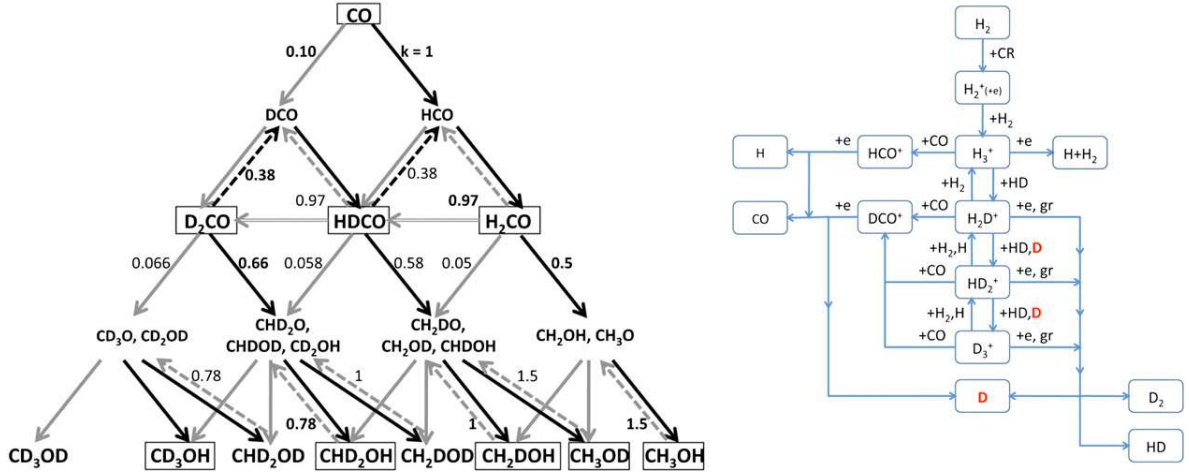 CO
0.10
k = 1
DCO
HCO
0.38
0.38
0.97
0.97
D₂CO
HDCO
H₂CO
0.066
0.66
0.058
0.58
0.05
0.5
CD₃O, CD₂OD
CHD₂O,
CHDOD, CD₂OH
CH₂DO,
CH₂OD, CHDOH
CH₂OH, CH₃O
0.78
0.78
1
1
1.5
1.5
CD₃OD
CD₃OH
CHD₂OD
CHD₂OH
CH₂DOD
CH₂DOH
CH₃OD
CH₃OH
H₂
+CR
H₂⁺(+e)
+H₂
H
+e
HCO⁺
+CO
H₃⁺
+e
H+H₂
+H₂
+HD
CO
+e
DCO⁺
+CO
H₂D⁺
+e, gr
+H₂,H
+HD,D
+CO
HD₂⁺
+e, gr
+H₂,H
+HD,D
+CO
D₃⁺
+e, gr
D
D₂
HD